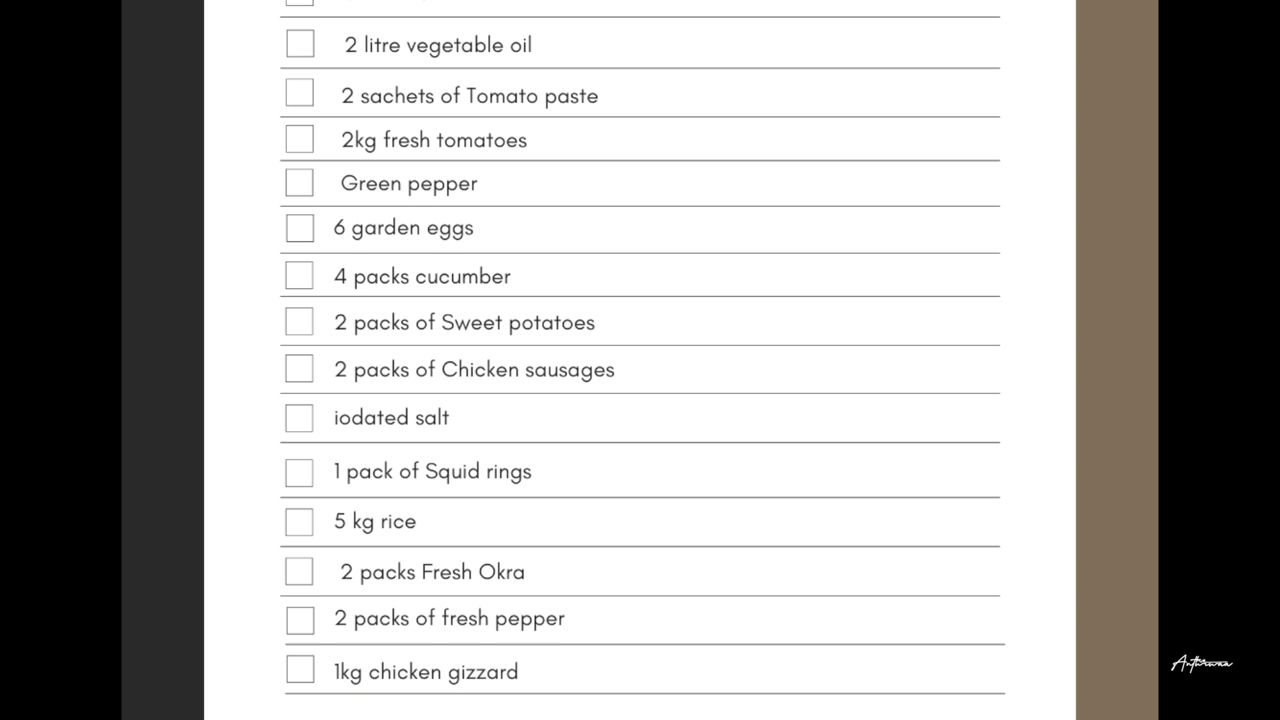 2 litre vegetable oil
2 sachets of Tomato paste
2kg fresh tomatoes
Green pepper
6 garden eggs
4 packs cucumber
2 packs of Sweet potatoes
2 packs of Chicken sausages
iodated salt
1 pack of Squid rings
5 kg rice
2 packs Fresh Okra
2 packs of fresh pepper
1kg chicken gizzard